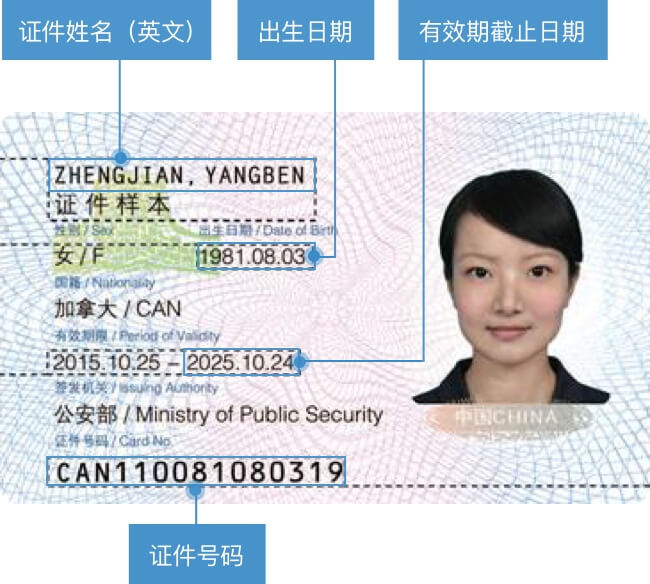 证件姓名（英文）
出生日期
有效期截止日期
ZHENGJIAN, YANGBEN
证件样本
性别 / Sex 出生日期 / Date of Birth
女 / F 1981.08.03
国籍 / Nationality
加拿大 / CAN
有效期限 / Period of Validity
2015.10.25 – 2025.10.24
签发机关 / Issuing Authority
公安部 / Ministry of Public Security
证件号码 / Card No.
CAN110081080319
中国CHINA
证件号码